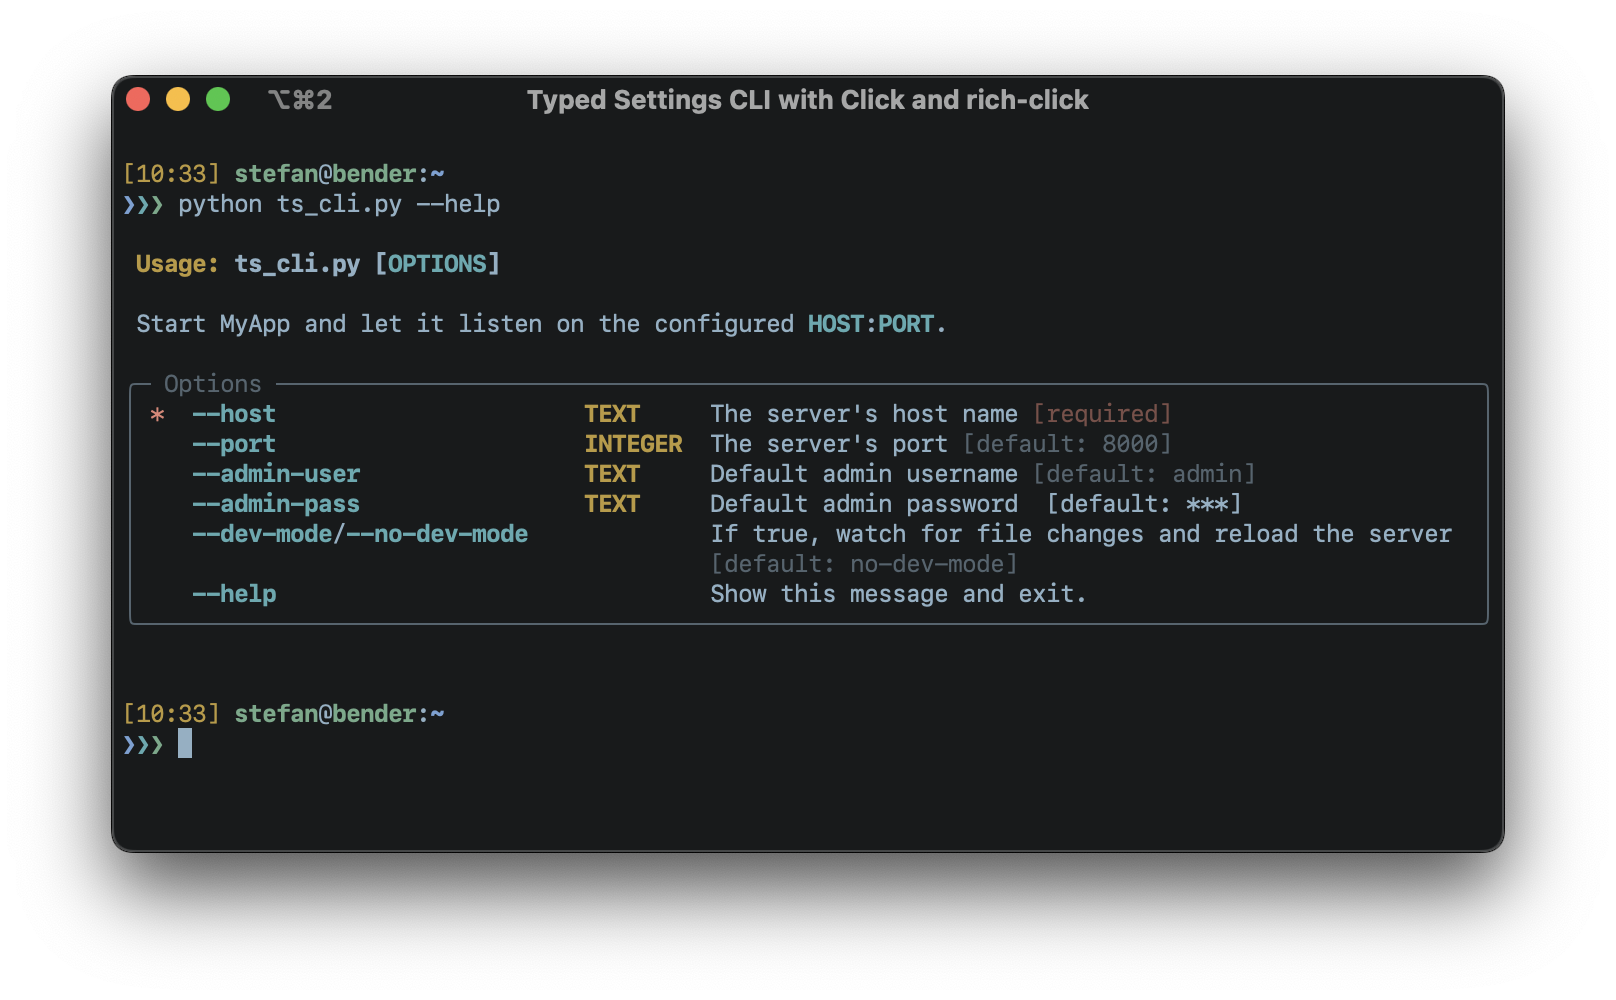 ⌥⌘2 Typed Settings CLI with Click and rich-click
[10:33] stefan@bender:~
❯❯❯ python ts_cli.py --help
Usage: ts_cli.py [OPTIONS]
Start MyApp and let it listen on the configured HOST:PORT.
Options
* --host TEXT The server's host name [required]
--port INTEGER The server's port [default: 8000]
--admin-user TEXT Default admin username [default: admin]
--admin-pass TEXT Default admin password [default: ***]
--dev-mode/--no-dev-mode If true, watch for file changes and reload the server
[default: no-dev-mode]
--help Show this message and exit.
[10:33] stefan@bender:~
❯❯❯